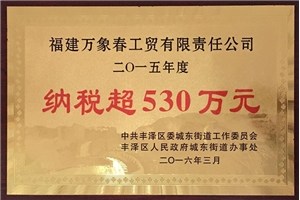 福建万象春工贸有限责任公司
二〇一五年度
纳税超530万元
中共丰泽区委城东街道工作委员会
丰泽区人民政府城东街道办事处
二〇一六年三月